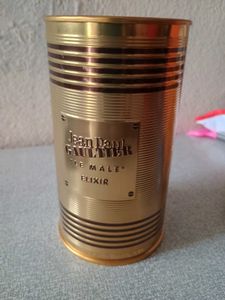 Jean Paul
GAULTIER
"LE MALE"
ELIXIR